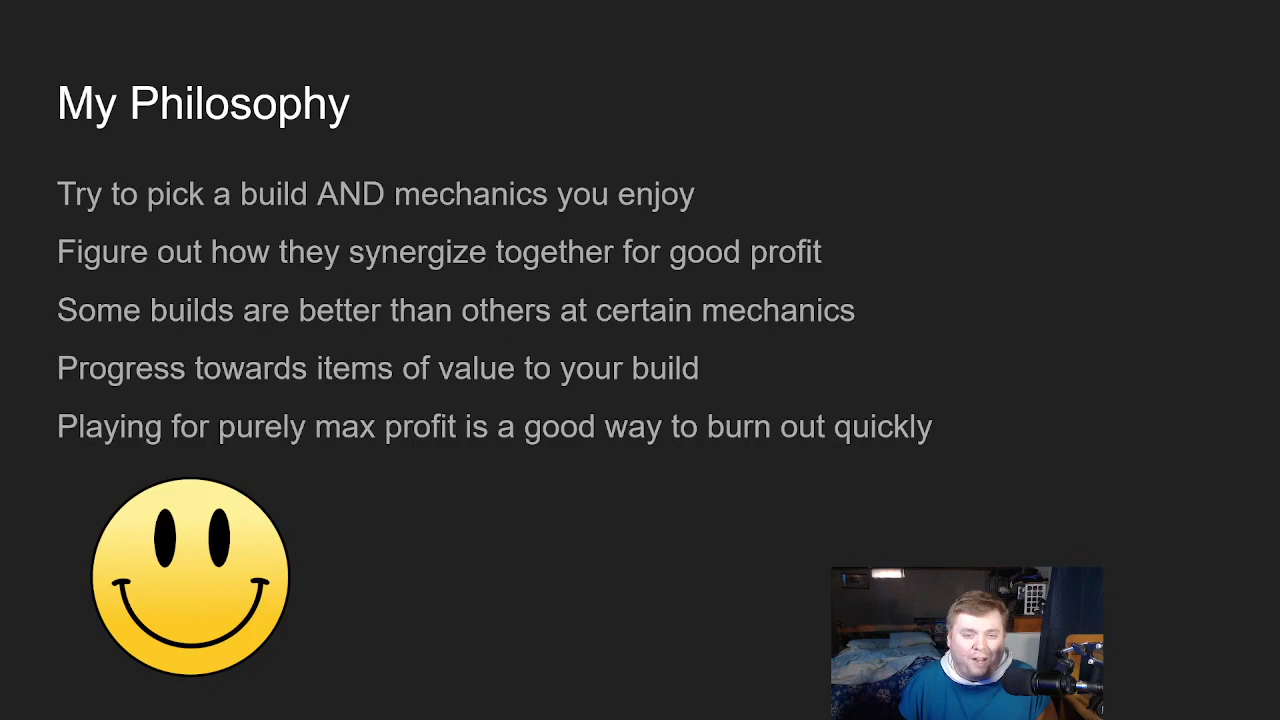 My Philosophy
Try to pick a build AND mechanics you enjoy
Figure out how they synergize together for good profit
Some builds are better than others at certain mechanics
Progress towards items of value to your build
Playing for purely max profit is a good way to burn out quickly